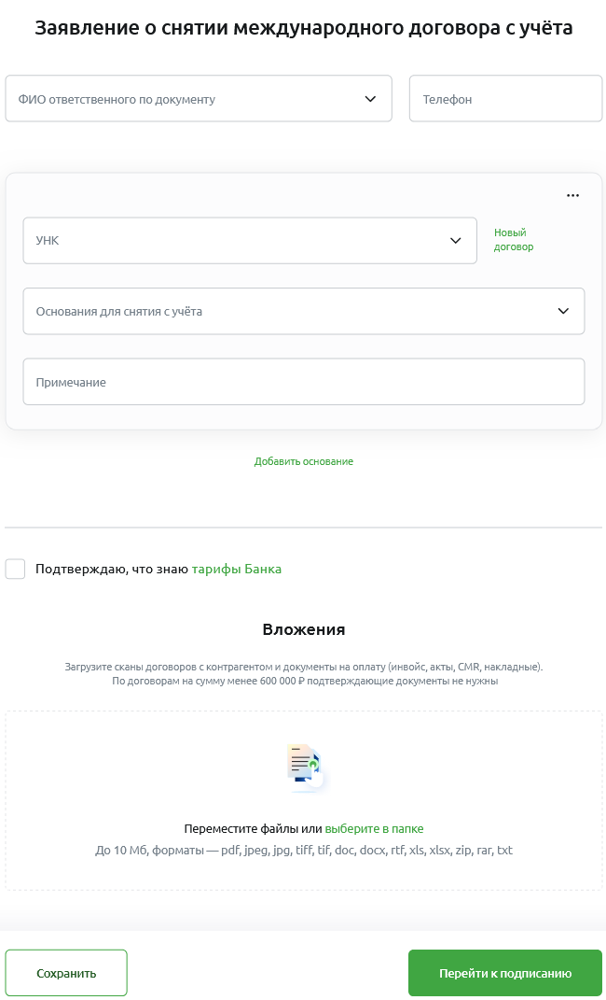 Заявление о снятии международного договора с учёта
ФИО ответственного по документу
Телефон
...
УНК
Новый
договор
Основания для снятия с учёта
Примечание
Добавить основание
Подтверждаю, что знаю тарифы Банка
Вложения
Загрузите сканы договоров с контрагентом и документы на оплату (инвойс, акты, CMR, накладные).
По договорам на сумму менее 600 000 ₽ подтверждающие документы не нужны
Переместите файлы или выберите в папке
До 10 Мб, форматы — pdf, jpeg, jpg, tiff, tif, doc, docx, rtf, xls, xlsx, zip, rar, txt
Сохранить
Перейти к подписанию